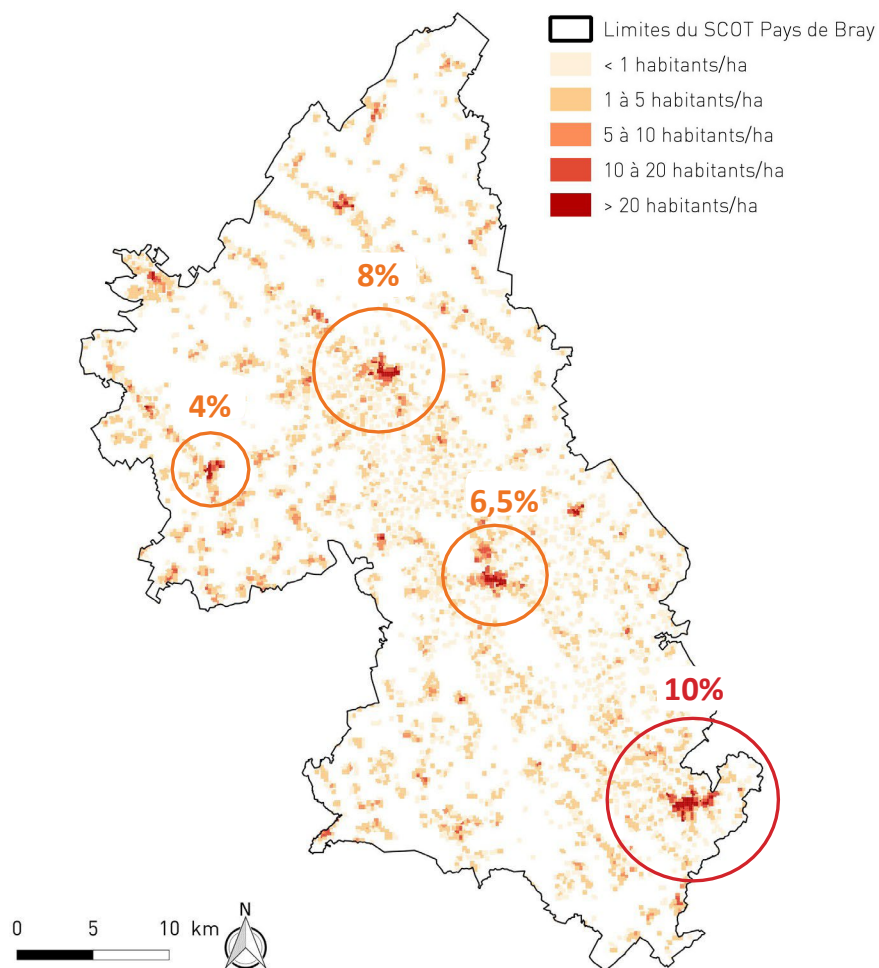 Limites du SCOT Pays de Bray
< 1 habitants/ha
1 à 5 habitants/ha
5 à 10 habitants/ha
10 à 20 habitants/ha
> 20 habitants/ha
8%
4%
6,5%
10%
0 5 10 km
N